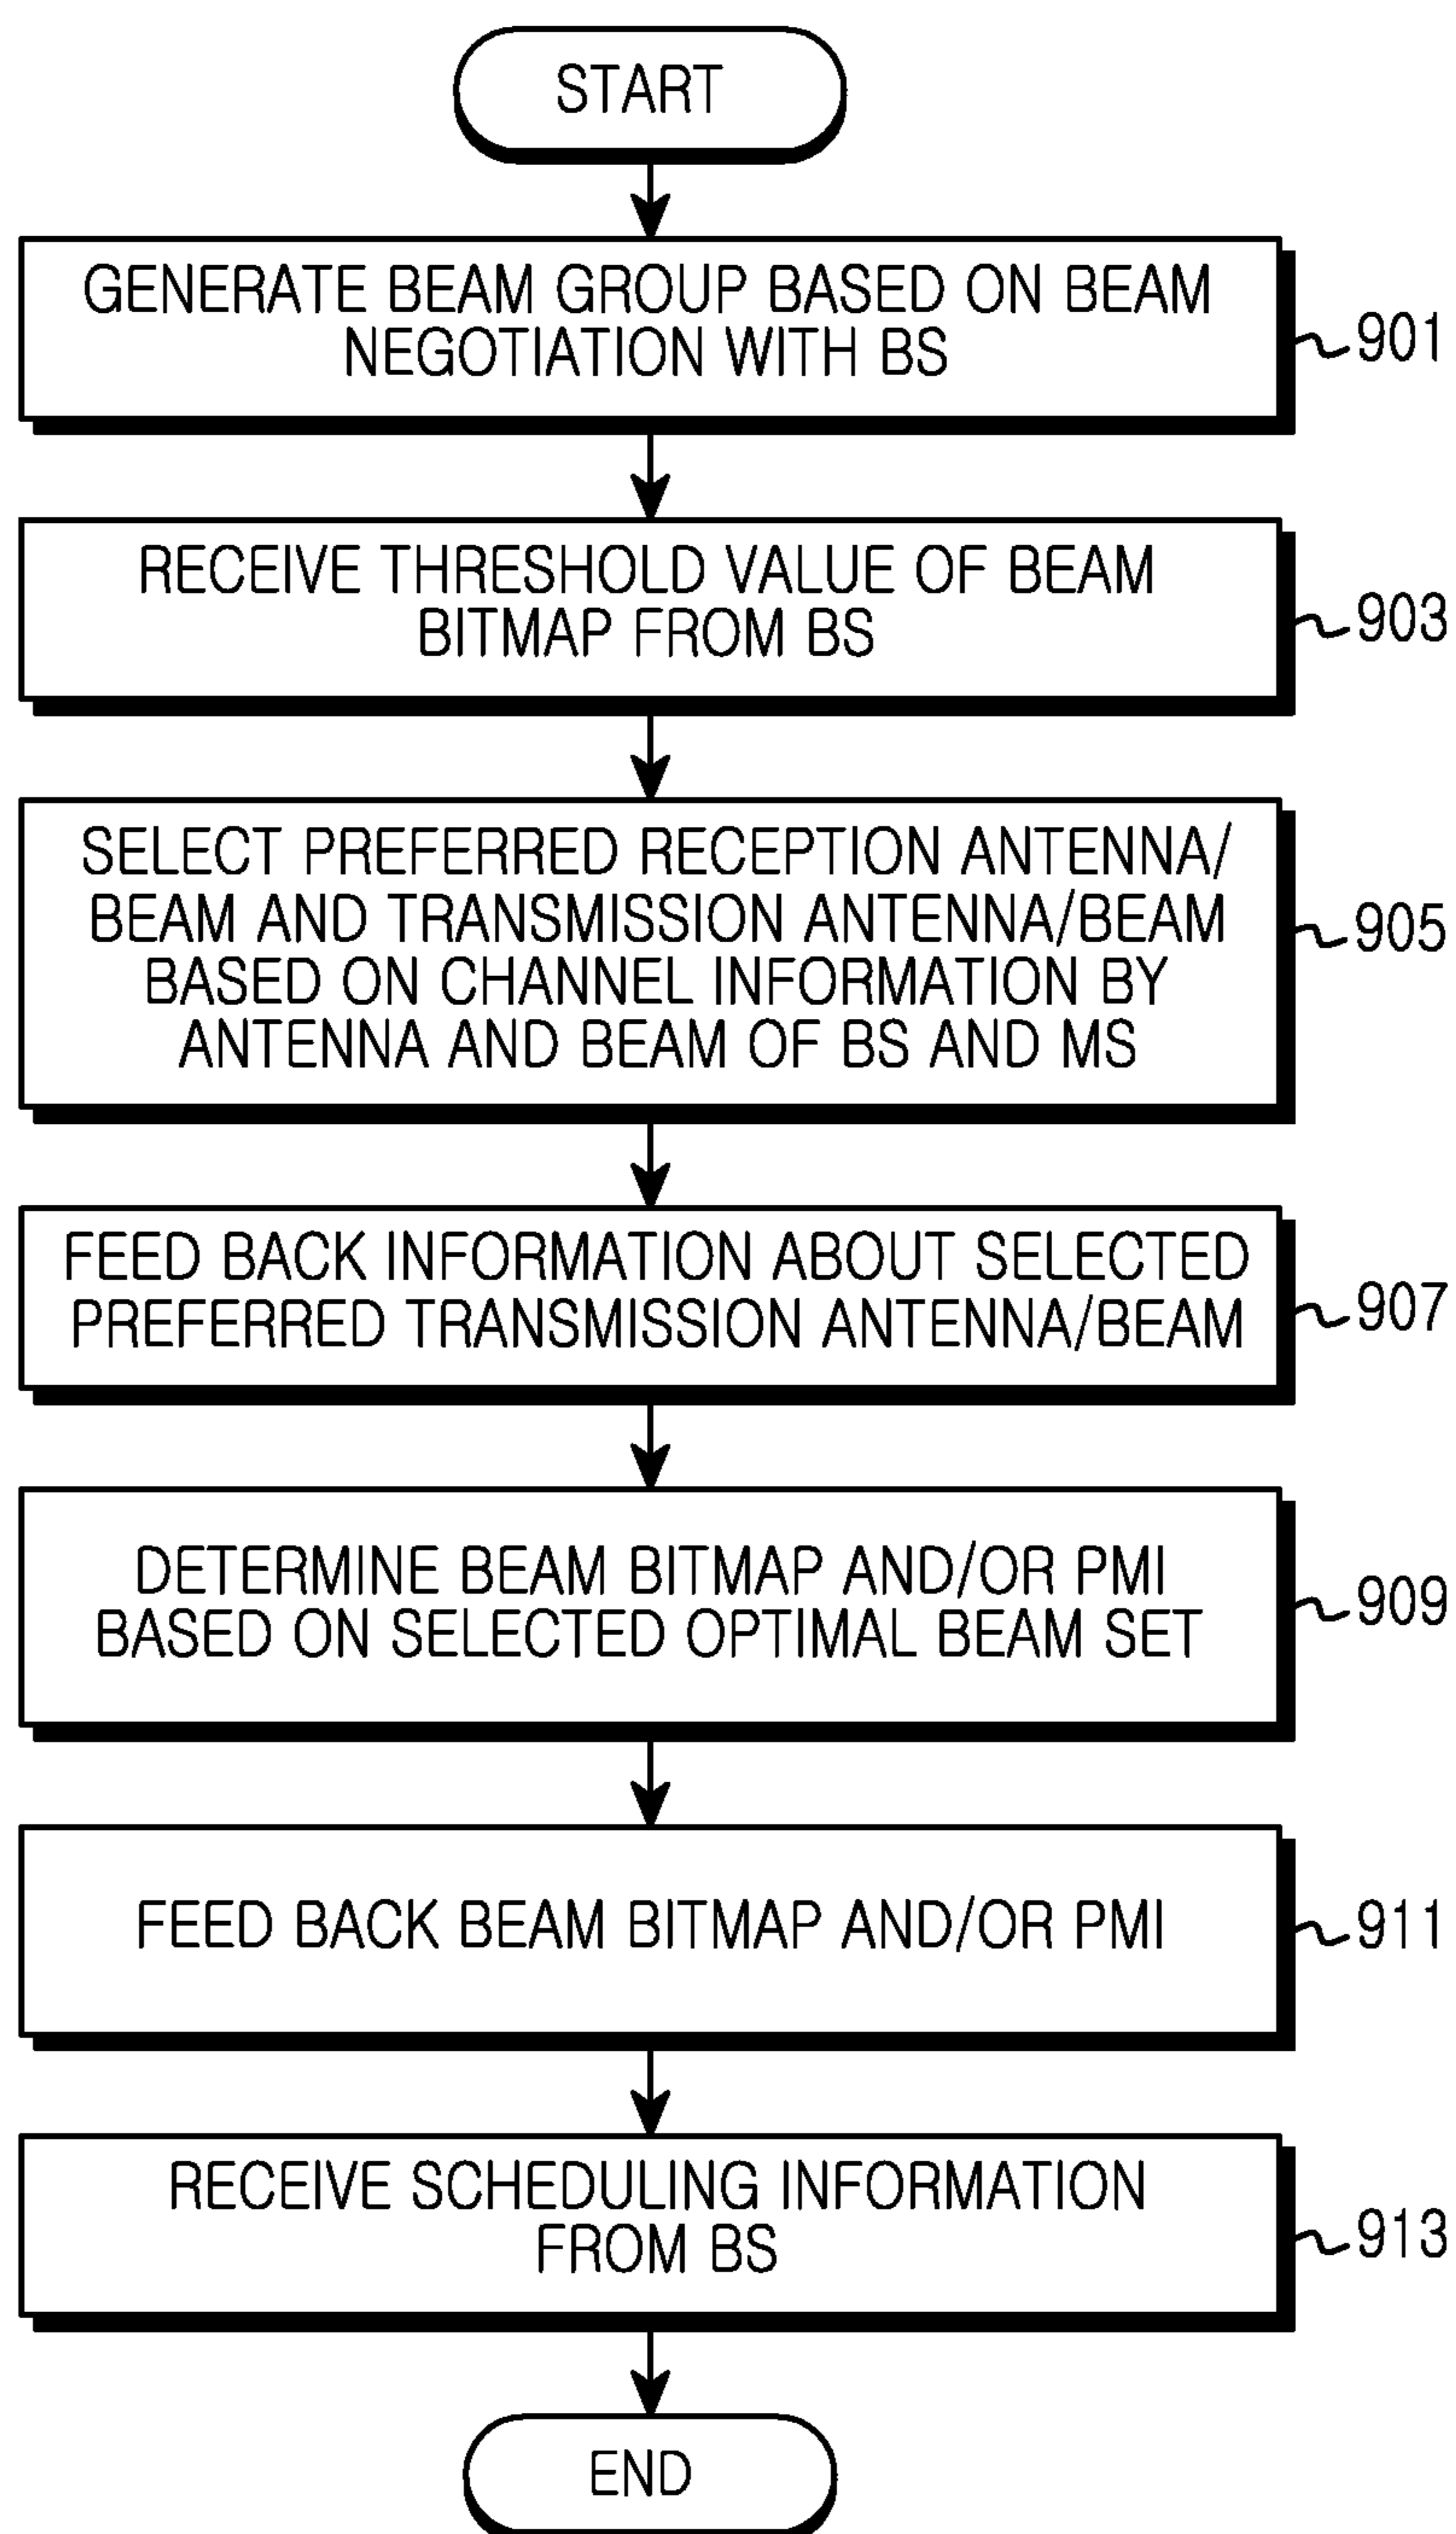 START
GENERATE BEAM GROUP BASED ON BEAM
NEGOTIATION WITH BS
901
RECEIVE THRESHOLD VALUE OF BEAM
BITMAP FROM BS
903
SELECT PREFERRED RECEPTION ANTENNA/
BEAM AND TRANSMISSION ANTENNA/BEAM
BASED ON CHANNEL INFORMATION BY
ANTENNA AND BEAM OF BS AND MS
905
FEED BACK INFORMATION ABOUT SELECTED
PREFERRED TRANSMISSION ANTENNA/BEAM
907
DETERMINE BEAM BITMAP AND/OR PMI
BASED ON SELECTED OPTIMAL BEAM SET
909
FEED BACK BEAM BITMAP AND/OR PMI
911
RECEIVE SCHEDULING INFORMATION
FROM BS
913
END